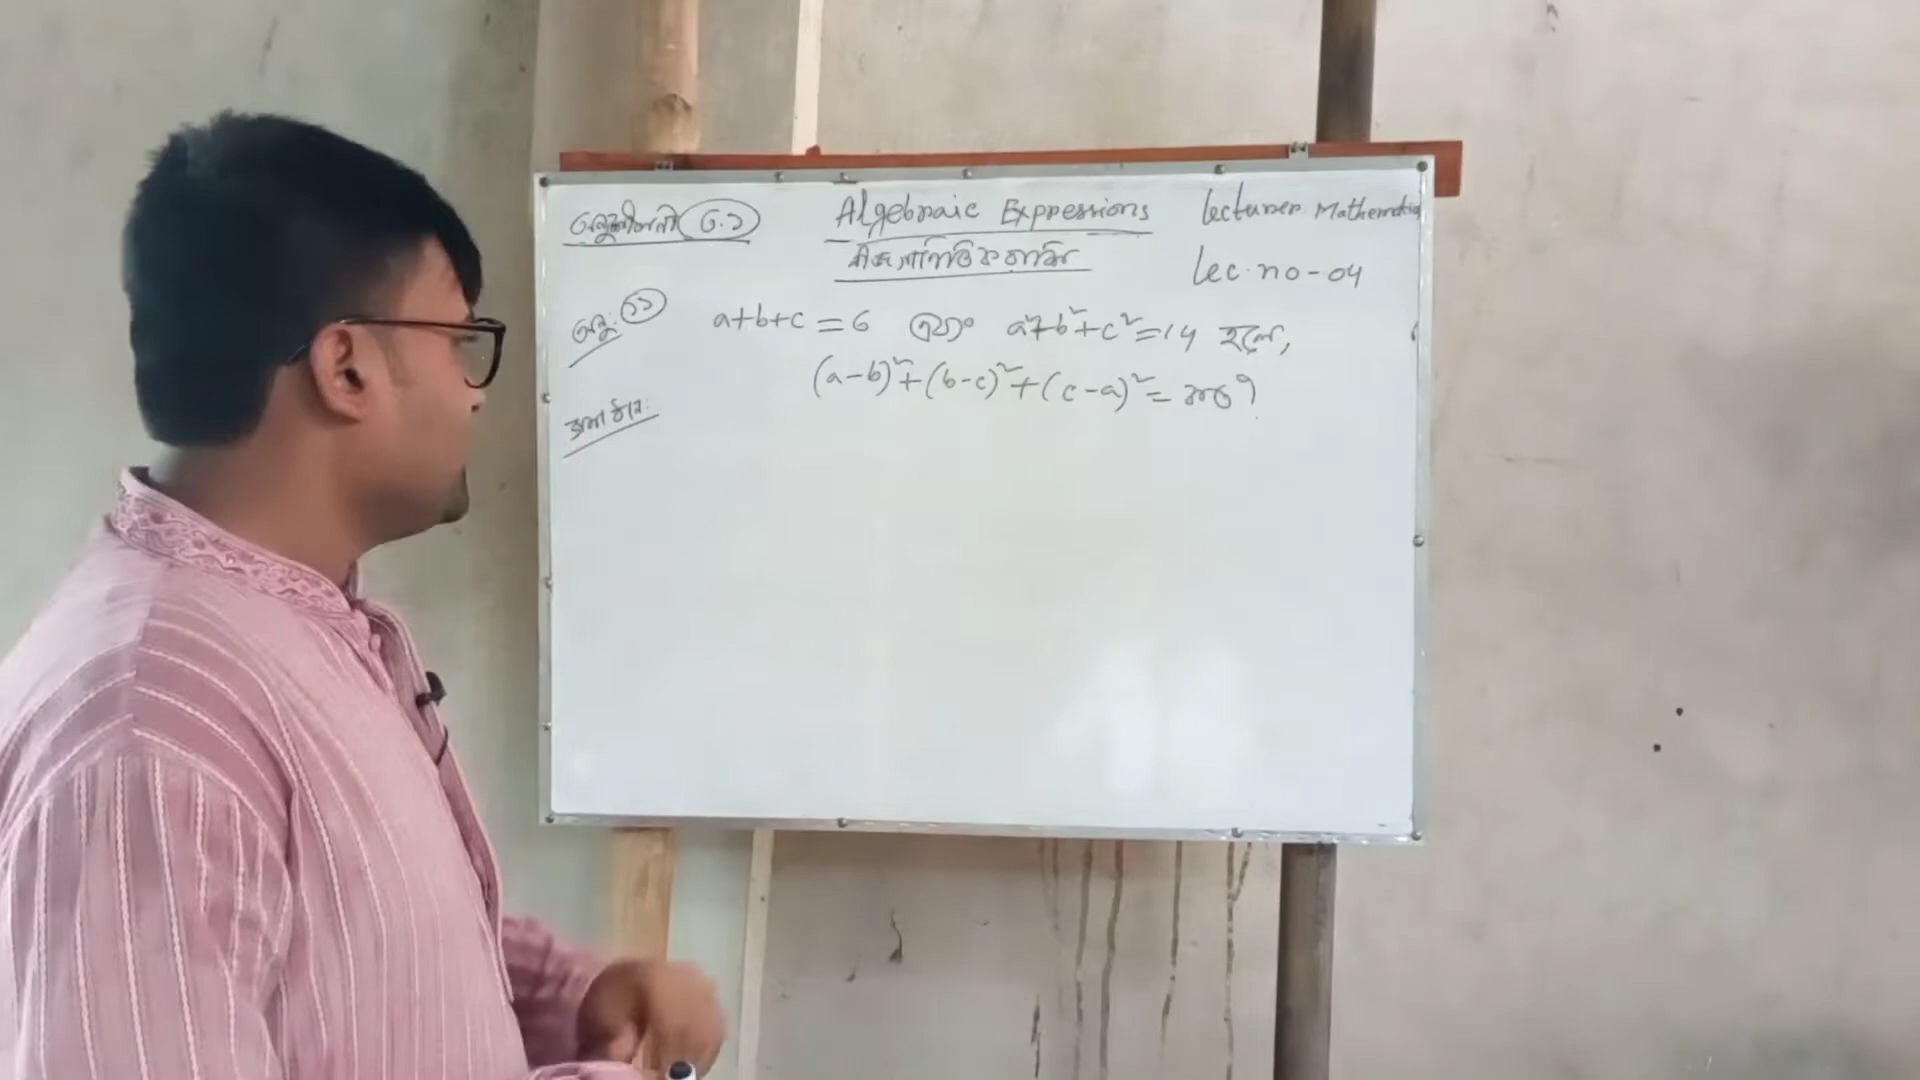 অনুশীলনী ৩.১ Algebraic Expressions Lecturer. Mathematics
বীজগাণিতিক রাশি Lec. no-04
অনু: ১১ a+b+c=6 এবং a²+b²+c²=14 হলে,
(a-b)²+(b-c)²+(c-a)²= কত?
সমাধান: